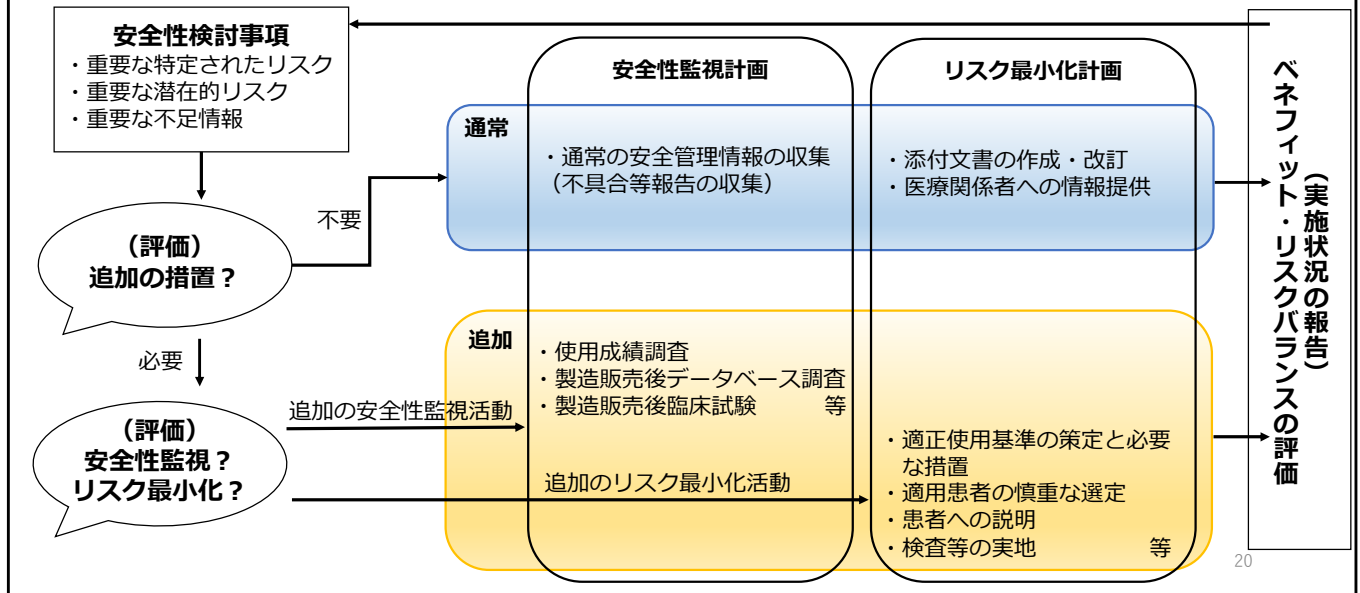 安全性検討事項
・重要な特定されたリスク
・重要な潜在的リスク
・重要な不足情報
(評価)
追加の措置？
不要
必要
(評価)
安全性監視？
リスク最小化？
追加の安全性監視活動
追加のリスク最小化活動
安全性監視計画
リスク最小化計画
通常
・通常の安全管理情報の収集
(不具合等報告の収集)
・添付文書の作成・改訂
・医療関係者への情報提供
追加
・使用成績調査
・製造販売後データベース調査
・製造販売後臨床試験　等
・適正使用基準の策定と必要
な措置
・適用患者の慎重な選定
・患者への説明
・検査等の実地　等
(実施状況の報告)
ベネフィット・リスクバランスの評価
20